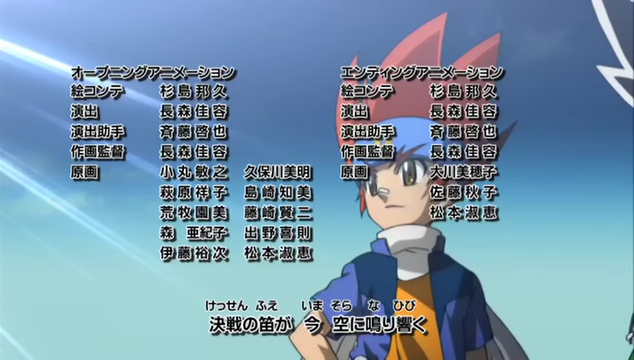 オープニングアニメーション
絵コンテ 杉島邦久
演出 長森佳容
演出助手 斉藤啓也
作画監督 長森佳容
原画 小丸敏之 久保川美明
萩原祥子 島崎知美
荒牧園美 藤崎賢二
森 亜紀子 出野喜則
伊藤裕次 松本淑恵
エンディングアニメーション
絵コンテ 杉島邦久
演出 長森佳容
演出助手 斉藤啓也
作画監督 長森佳容
原画 大川美穂子
佐藤秋子
松本淑恵
けっせん ふえ いま そら な ひび
決戦の笛が 今 空に鳴り響く